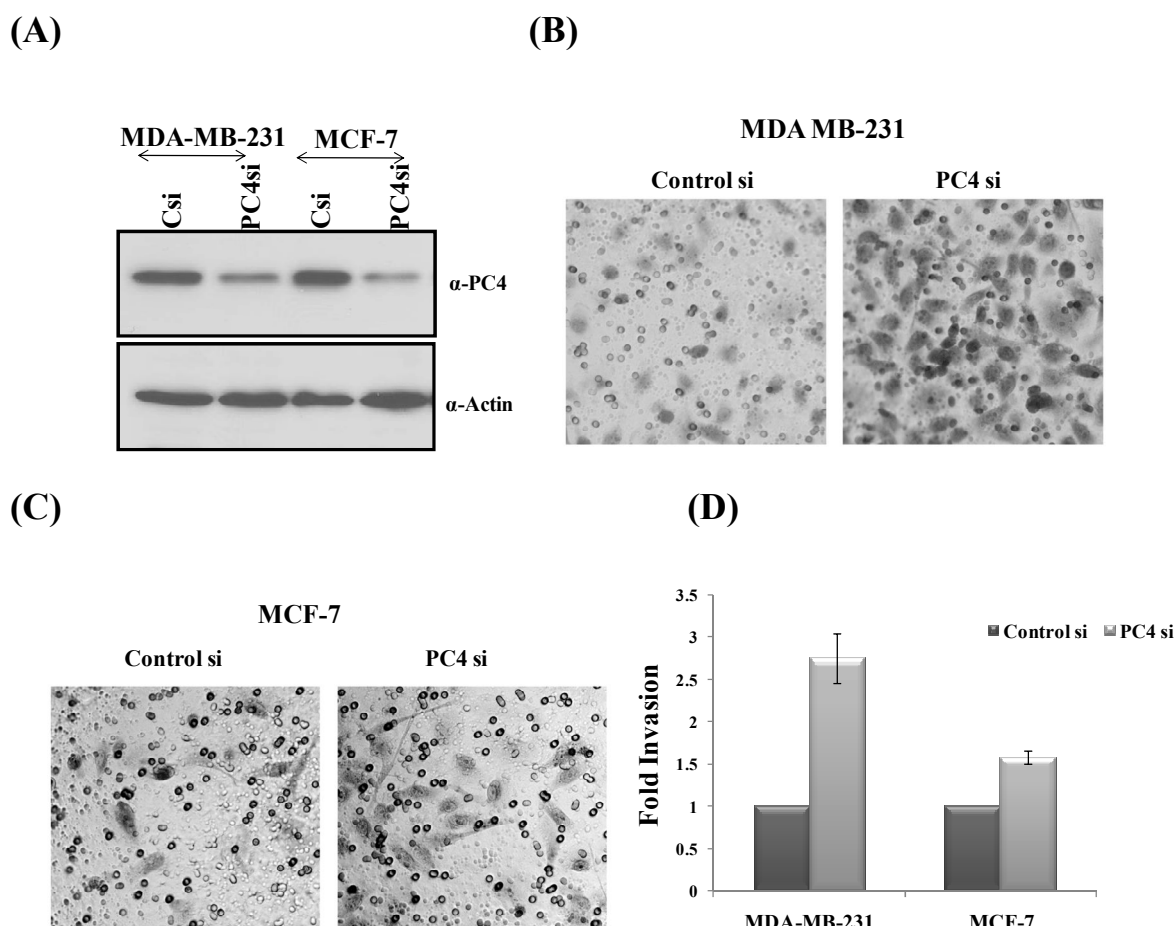 (A)
MDA-MB-231
MCF-7
Csi
PC4si
Csi
PC4si
α-PC4
α-Actin
(B)
MDA MB-231
Control si
PC4 si
(C)
MCF-7
Control si
PC4 si
(D)
3.5
3
2.5
2
1.5
1
0.5
0
Fold Invasion
Control si
PC4 si
MDA-MB-231
MCF-7